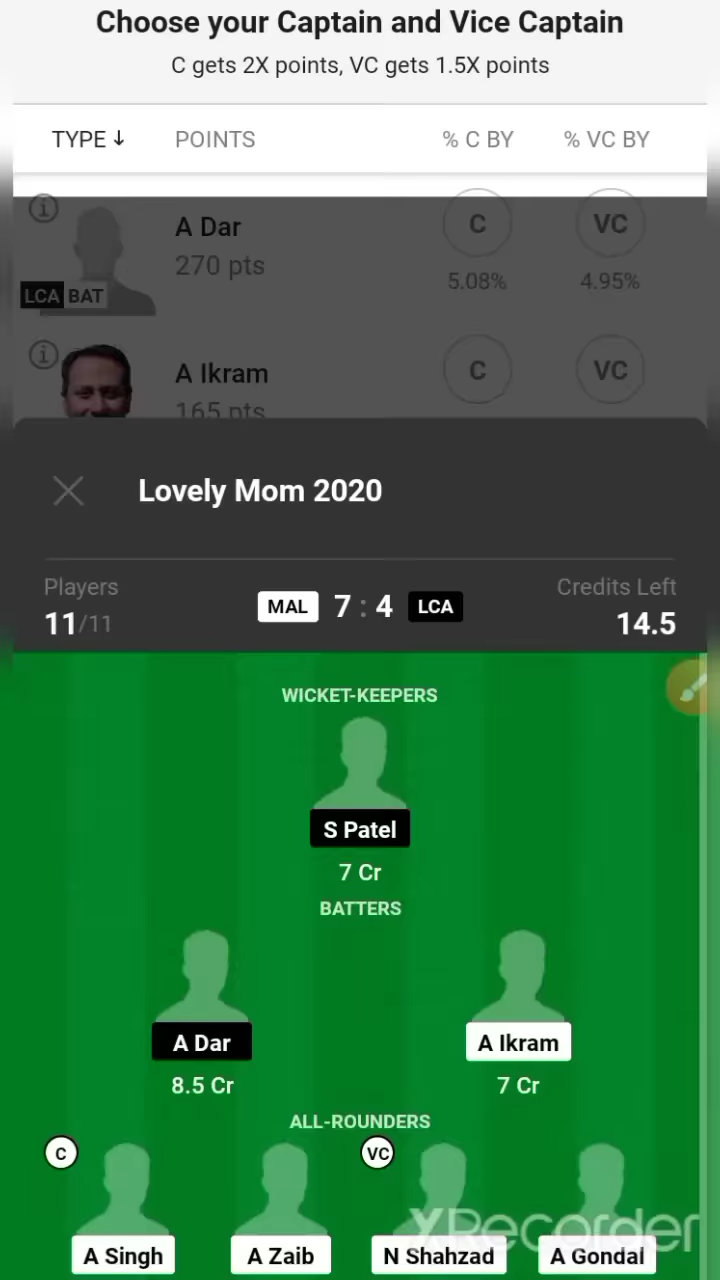 Choose your Captain and Vice Captain
C gets 2X points, VC gets 1.5X points
TYPE ↓ POINTS % C BY % VC BY
A Dar C VC
270 pts 5.08% 4.95%
LCA BAT
A Ikram C VC
165 pts
Lovely Mom 2020
Players Credits Left
11/11 MAL 7 : 4 LCA 14.5
WICKET-KEEPERS
S Patel
7 Cr
BATTERS
A Dar A Ikram
8.5 Cr 7 Cr
ALL-ROUNDERS
C VC
XRecorder
A Singh A Zaib N Shahzad A Gondal